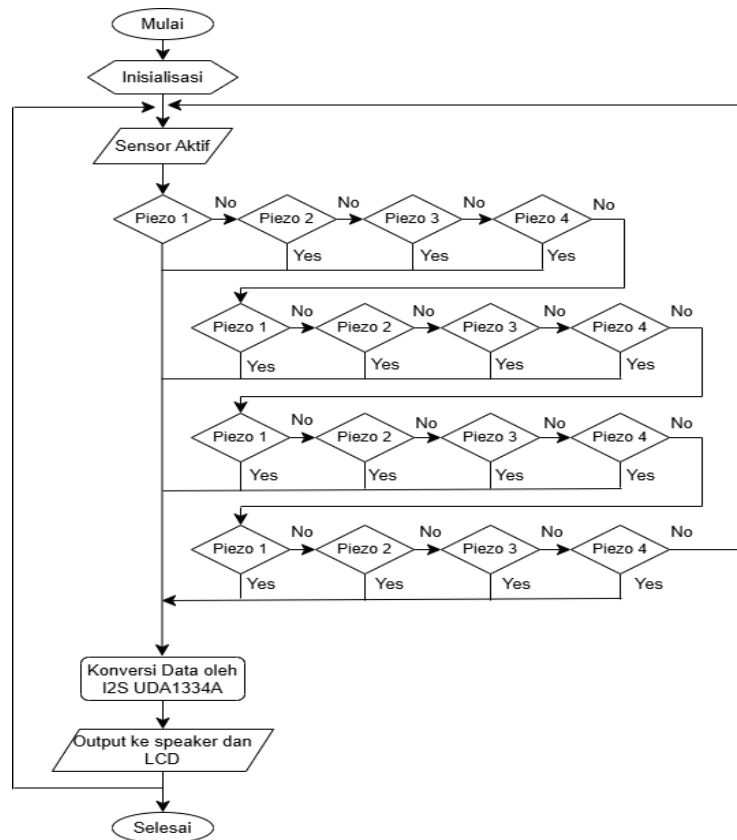 Mulai
Inisialisasi
Sensor Aktif
No No No No
Piezo 1 Piezo 2 Piezo 3 Piezo 4
Yes Yes Yes
No No No No
Piezo 1 Piezo 2 Piezo 3 Piezo 4
Yes Yes Yes Yes
No No No No
Piezo 1 Piezo 2 Piezo 3 Piezo 4
Yes Yes Yes Yes
No No No No
Piezo 1 Piezo 2 Piezo 3 Piezo 4
Yes Yes Yes Yes
Konversi Data oleh
I2S UDA1334A
Output ke speaker dan
LCD
Selesai